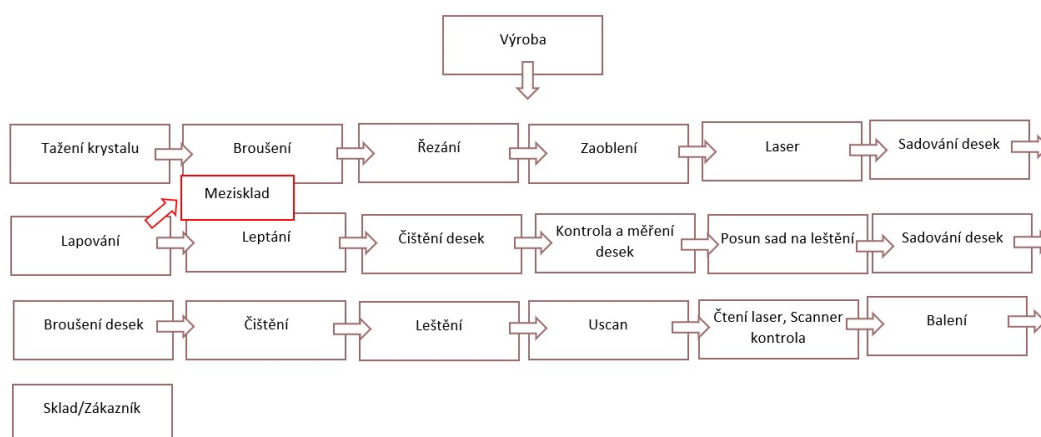 Výroba
Tažení krystalu
Broušení
Řezání
Zaoblení
Laser
Sadování desek
Mezisklad
Lapování
Leptání
Čištění desek
Kontrola a měření
desek
Posun sad na leštění
Sadování desek
Broušení desek
Čištění
Leštění
Uscan
Čtení laser, Scanner
kontrola
Balení
Sklad/Zákazník